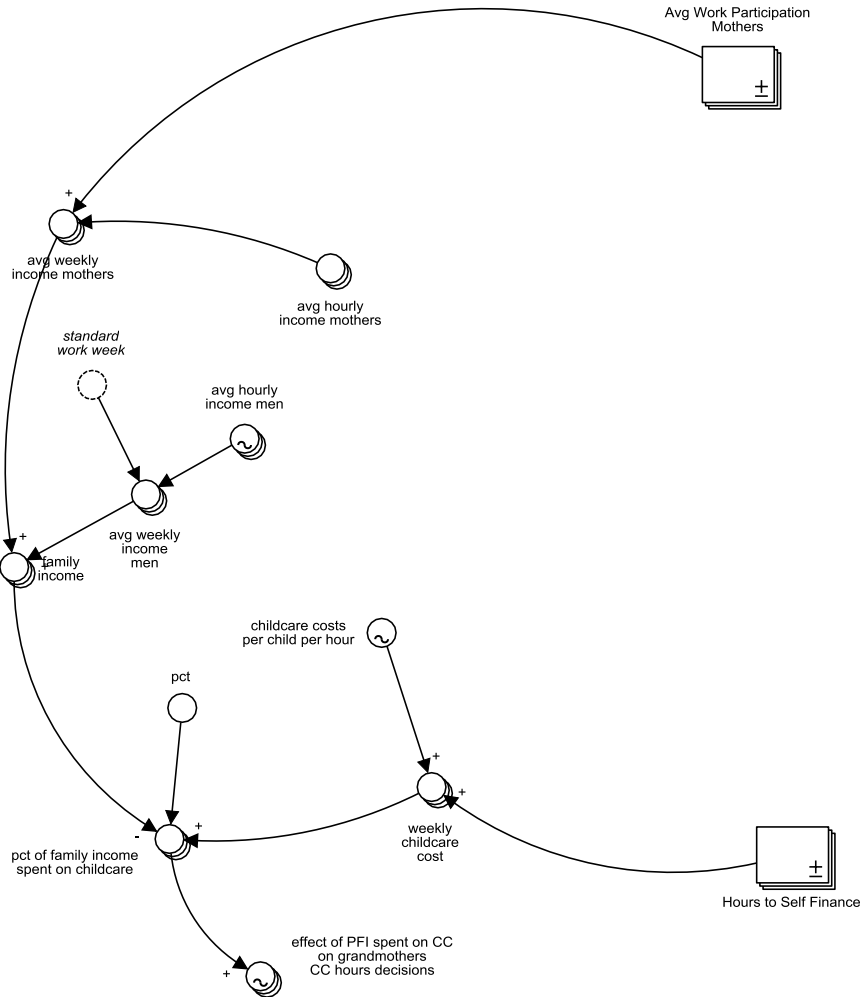 Avg Work Participation
Mothers
±
+
avg weekly
income mothers
avg hourly
income mothers
standard
work week
avg hourly
income men
avg weekly
income
men
+
+
family
income
childcare costs
per child per hour
pct
+
+
weekly
childcare
cost
+
-
pct of family income
spent on childcare
±
Hours to Self Finance
effect of PFI spent on CC
on grandmothers
CC hours decisions
+